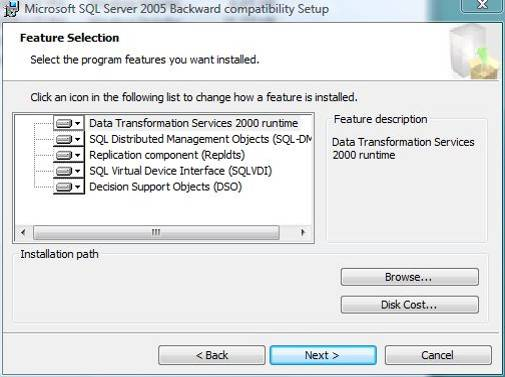 Microsoft SQL Server 2005 Backward compatibility Setup
Feature Selection
Select the program features you want installed.
Click an icon in the following list to change how a feature is installed.
Data Transformation Services 2000 runtime
SQL Distributed Management Objects (SQL-DM
Replication component (Repldts)
SQL Virtual Device Interface (SQLVDI)
Decision Support Objects (DSO)
Feature description
Data Transformation Services
2000 runtime
Installation path
Browse...
Disk Cost...
< Back
Next >
Cancel